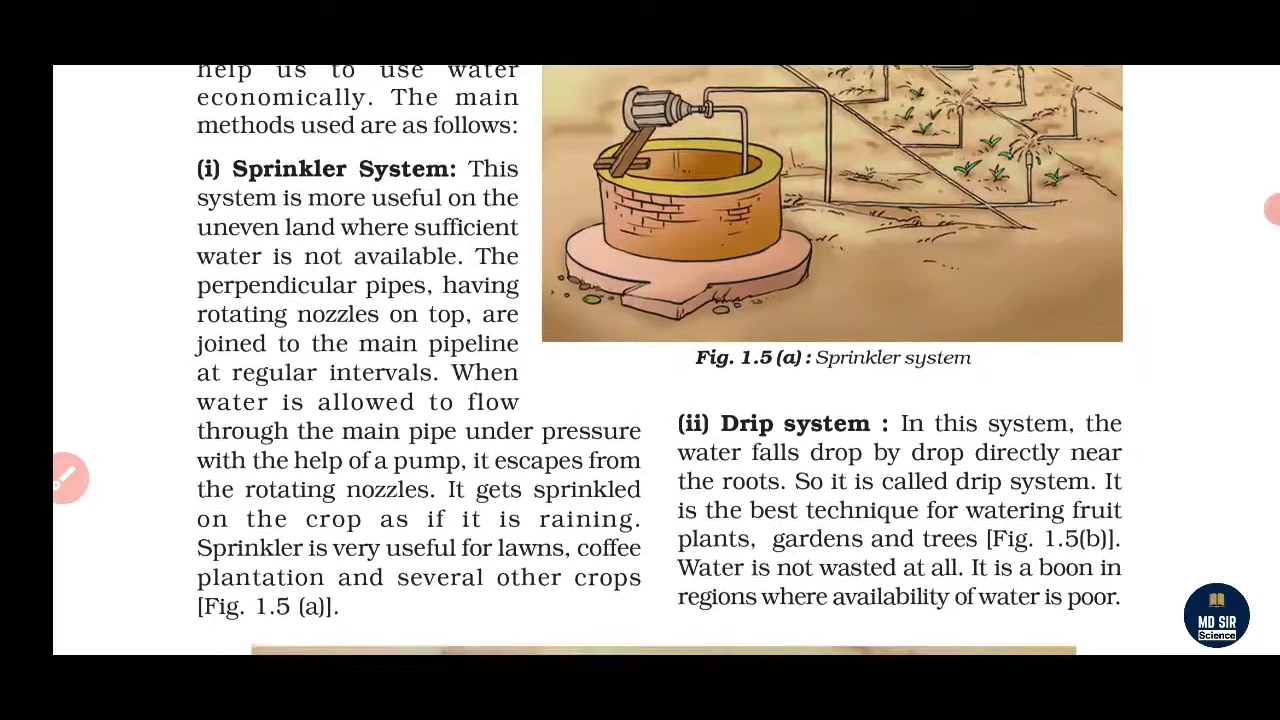 help us to use water
economically. The main
methods used are as follows:
(i) Sprinkler System: This
system is more useful on the
uneven land where sufficient
water is not available. The
perpendicular pipes, having
rotating nozzles on top, are
joined to the main pipeline
at regular intervals. When
water is allowed to flow
through the main pipe under pressure
with the help of a pump, it escapes from
the rotating nozzles. It gets sprinkled
on the crop as if it is raining.
Sprinkler is very useful for lawns, coffee
plantation and several other crops
[Fig. 1.5 (a)].
Fig. 1.5 (a) : Sprinkler system
(ii) Drip system : In this system, the
water falls drop by drop directly near
the roots. So it is called drip system. It
is the best technique for watering fruit
plants, gardens and trees [Fig. 1.5(b)].
Water is not wasted at all. It is a boon in
regions where availability of water is poor.
MD SIR
Science